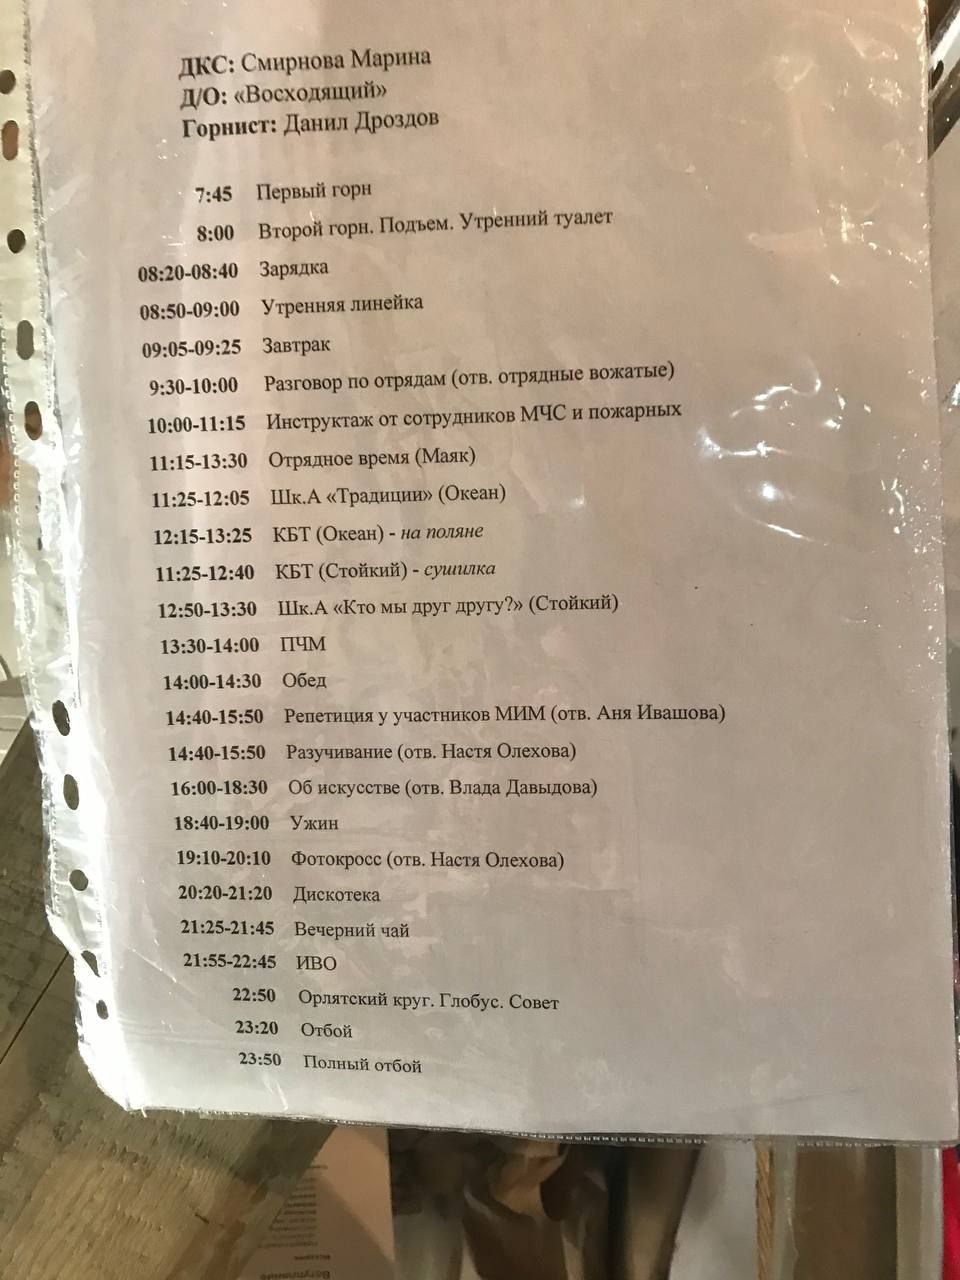 ДКС: Смирнова Марина
Д/О: «Восходящий»
Горнист: Данил Дроздов
7:45 Первый горн
8:00 Второй горн. Подъем. Утренний туалет
08:20-08:40 Зарядка
08:50-09:00 Утренняя линейка
09:05-09:25 Завтрак
9:30-10:00 Разговор по отрядам (отв. отрядные вожатые)
10:00-11:15 Инструктаж от сотрудников МЧС и пожарных
11:15-13:30 Отрядное время (Маяк)
11:25-12:05 Шк.А «Традиции» (Океан)
12:15-13:25 КБТ (Океан) - на поляне
11:25-12:40 КБТ (Стойкий) - сушилка
12:50-13:30 Шк.А «Кто мы друг другу?» (Стойкий)
13:30-14:00 ПЧМ
14:00-14:30 Обед
14:40-15:50 Репетиция у участников МИМ (отв. Аня Ивашова)
14:40-15:50 Разучивание (отв. Настя Олехова)
16:00-18:30 Об искусстве (отв. Влада Давыдова)
18:40-19:00 Ужин
19:10-20:10 Фотокросс (отв. Настя Олехова)
20:20-21:20 Дискотека
21:25-21:45 Вечерний чай
21:55-22:45 ИВО
22:50 Орлятский круг. Глобус. Совет
23:20 Отбой
23:50 Полный отбой